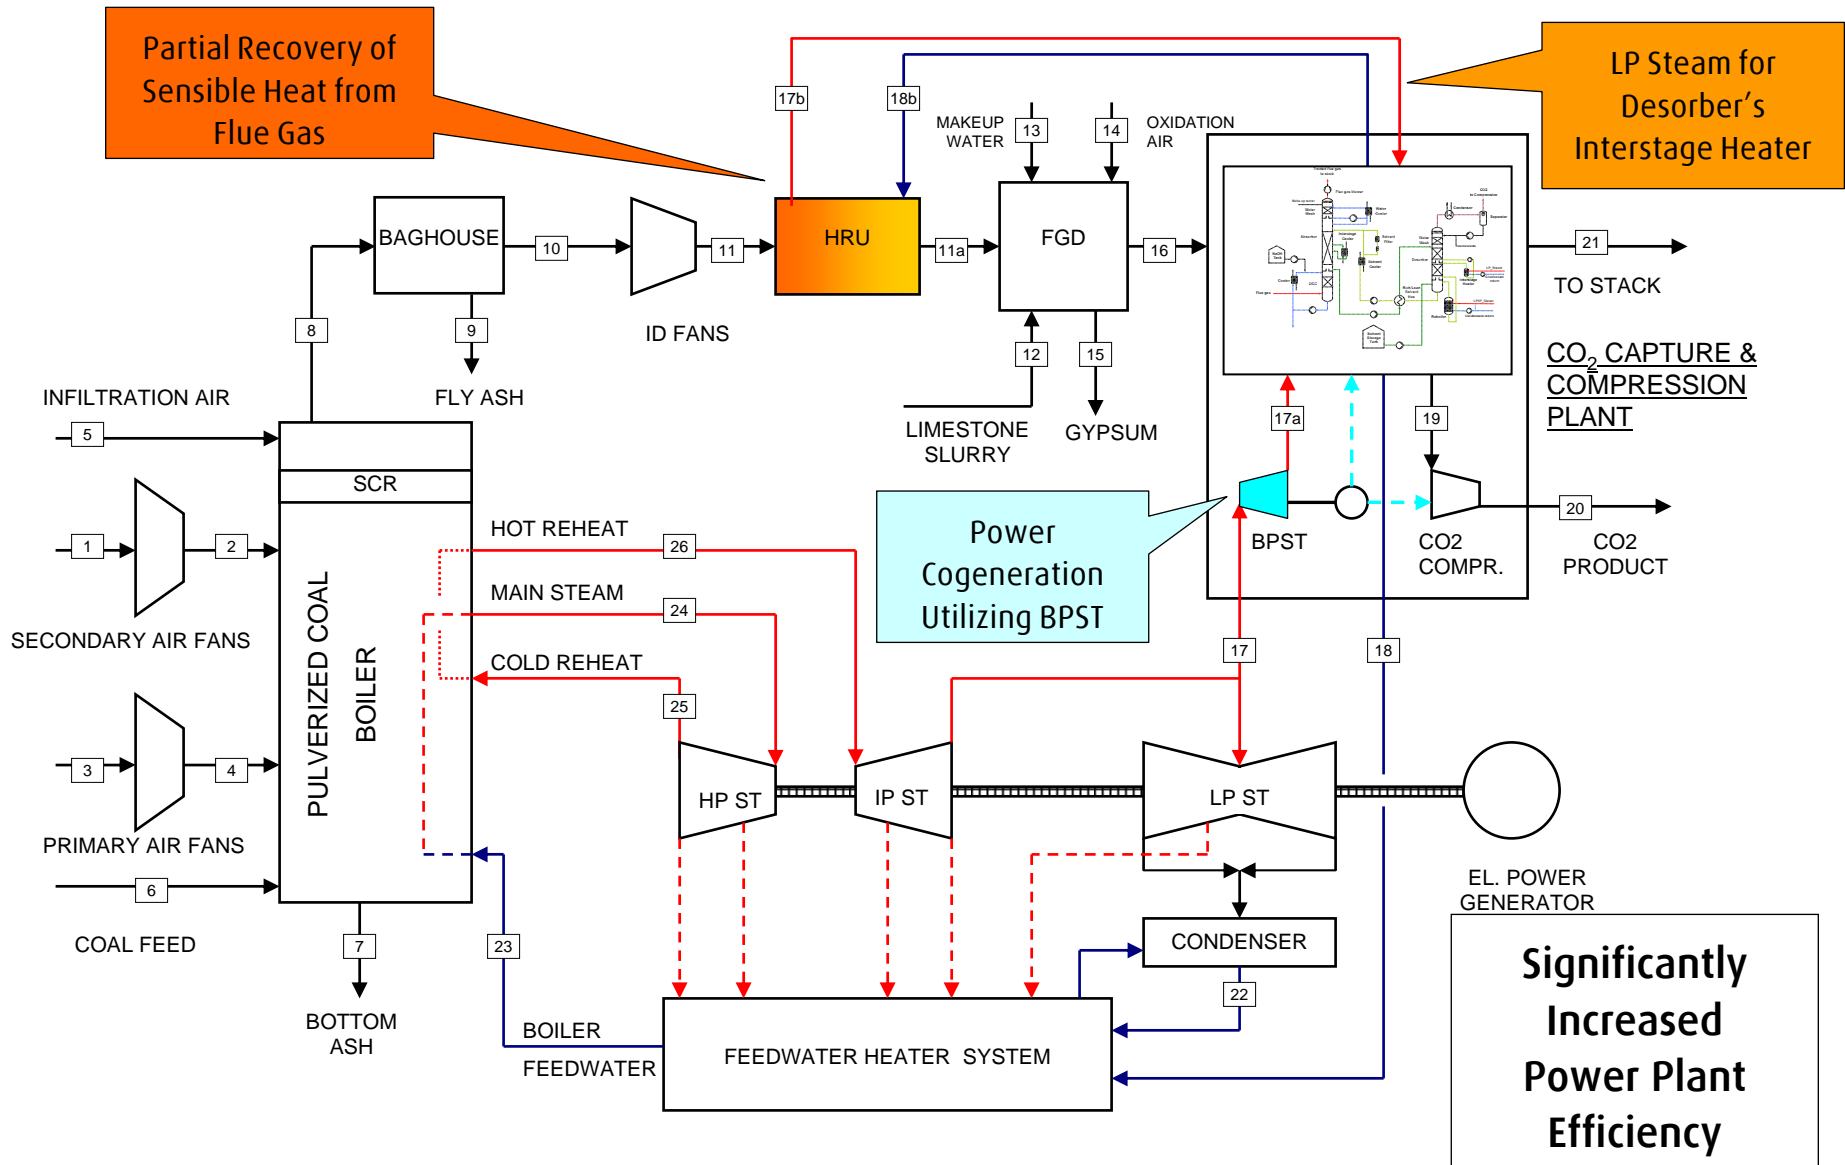 Partial Recovery of
Sensible Heat from
Flue Gas
17b
18b
LP Steam for
Desorber's
Interstage Heater
MAKEUP
WATER
13
14
OXIDATION
AIR
BAGHOUSE
10
11
HRU
11a
FGD
16
21
TO STACK
8
9
ID FANS
12
15
FLY ASH
LIMESTONE
SLURRY
GYPSUM
CO2 CAPTURE &
COMPRESSION
PLANT
17a
19
INFILTRATION AIR
5
SCR
1
2
SECONDARY AIR FANS
3
4
PRIMARY AIR FANS
6
COAL FEED
PULVERIZED COAL
BOILER
7
BOTTOM
ASH
HOT REHEAT
26
MAIN STEAM
24
COLD REHEAT
25
Power
Cogeneration
Utilizing BPST
BPST
CO2
COMPR.
20
CO2
PRODUCT
17
18
HP ST
IP ST
LP ST
EL. POWER
GENERATOR
CONDENSER
22
23
BOILER
FEEDWATER
FEEDWATER HEATER SYSTEM
Significantly
Increased
Power Plant
Efficiency